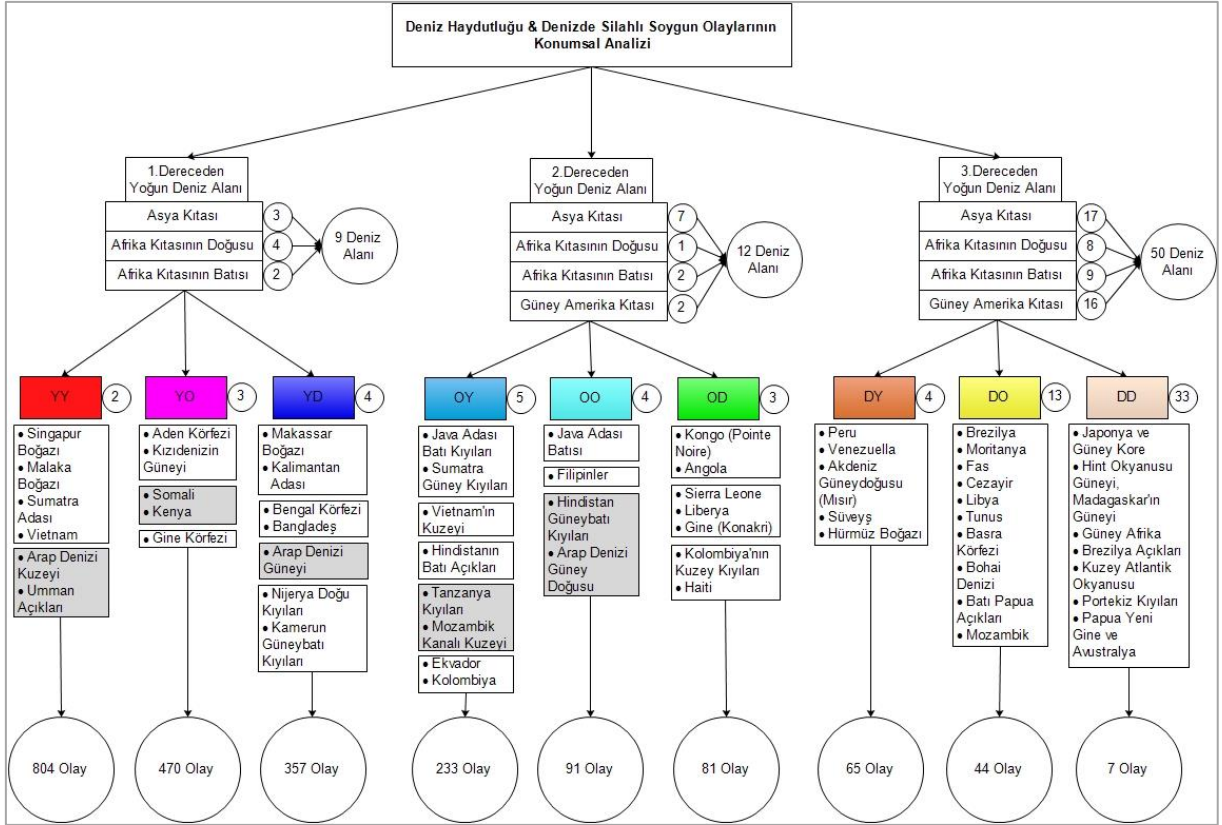 Deniz Haydutluğu & Denizde Silahlı Soygun Olaylarının
Konumsal Analizi
1.Dereceden
Yoğun Deniz Alanı
Asya Kıtası
3
Afrika Kıtasının Doğusu
4
Afrika Kıtasının Batısı
2
9 Deniz
Alanı
2.Dereceden
Yoğun Deniz Alanı
Asya Kıtası
7
Afrika Kıtasının Doğusu
1
Afrika Kıtasının Batısı
2
Güney Amerika Kıtası
2
12 Deniz
Alanı
3.Dereceden
Yoğun Deniz Alanı
Asya Kıtası
17
Afrika Kıtasının Doğusu
8
Afrika Kıtasının Batısı
9
Güney Amerika Kıtası
16
50 Deniz
Alanı
YY
2
• Singapur
Boğazı
• Malaka
Boğazı
• Sumatra
Adası
• Vietnam
• Arap Denizi
Kuzeyi
• Umman
Açıkları
804 Olay
YO
3
• Aden Körfezi
• Kızıdenizin
Güneyi
• Somali
• Kenya
• Gine Körfezi
470 Olay
YD
4
• Makassar
Boğazı
• Kalimantan
Adası
• Bengal Körfezi
• Bangladeş
• Arap Denizi
Güneyi
• Nijerya Doğu
Kıyıları
• Kamerun
Güneybatı
Kıyıları
357 Olay
OY
5
• Java Adası
Batı Kıyıları
• Sumatra
Güney Kıyıları
• Vietnam'ın
Kuzeyi
• Hindistanın
Batı Açıkları
• Tanzanya
Kıyıları
• Mozambik
Kanalı Kuzeyi
• Ekvador
• Kolombiya
233 Olay
OO
4
• Java Adası
Batısı
• Filipinler
• Hindistan
Güneybatı
Kıyıları
• Arap Denizi
Güney
Doğusu
91 Olay
OD
3
• Kongo (Pointe
Noire)
• Angola
• Sierra Leone
• Liberya
• Gine (Konakri)
• Kolombiya'nın
Kuzey Kıyıları
• Haiti
81 Olay
DY
4
• Peru
• Venezuella
• Akdeniz
Güneydoğusu
(Mısır)
• Süveyş
• Hürmüz Boğazı
65 Olay
DO
13
• Brezilya
• Moritanya
• Fas
• Cezayir
• Libya
• Tunus
• Basra
Körfezi
• Bohai
Denizi
• Batı Papua
Açıkları
• Mozambik
44 Olay
DD
33
• Japonya ve
Güney Kore
• Hint Okyanusu
Güneyi,
Madagaskar'ın
Güneyi
• Güney Afrika
• Brezilya Açıkları
• Kuzey Atlantik
Okyanusu
• Portekiz Kıyıları
• Papua Yeni
Gine ve
Avustralya
7 Olay